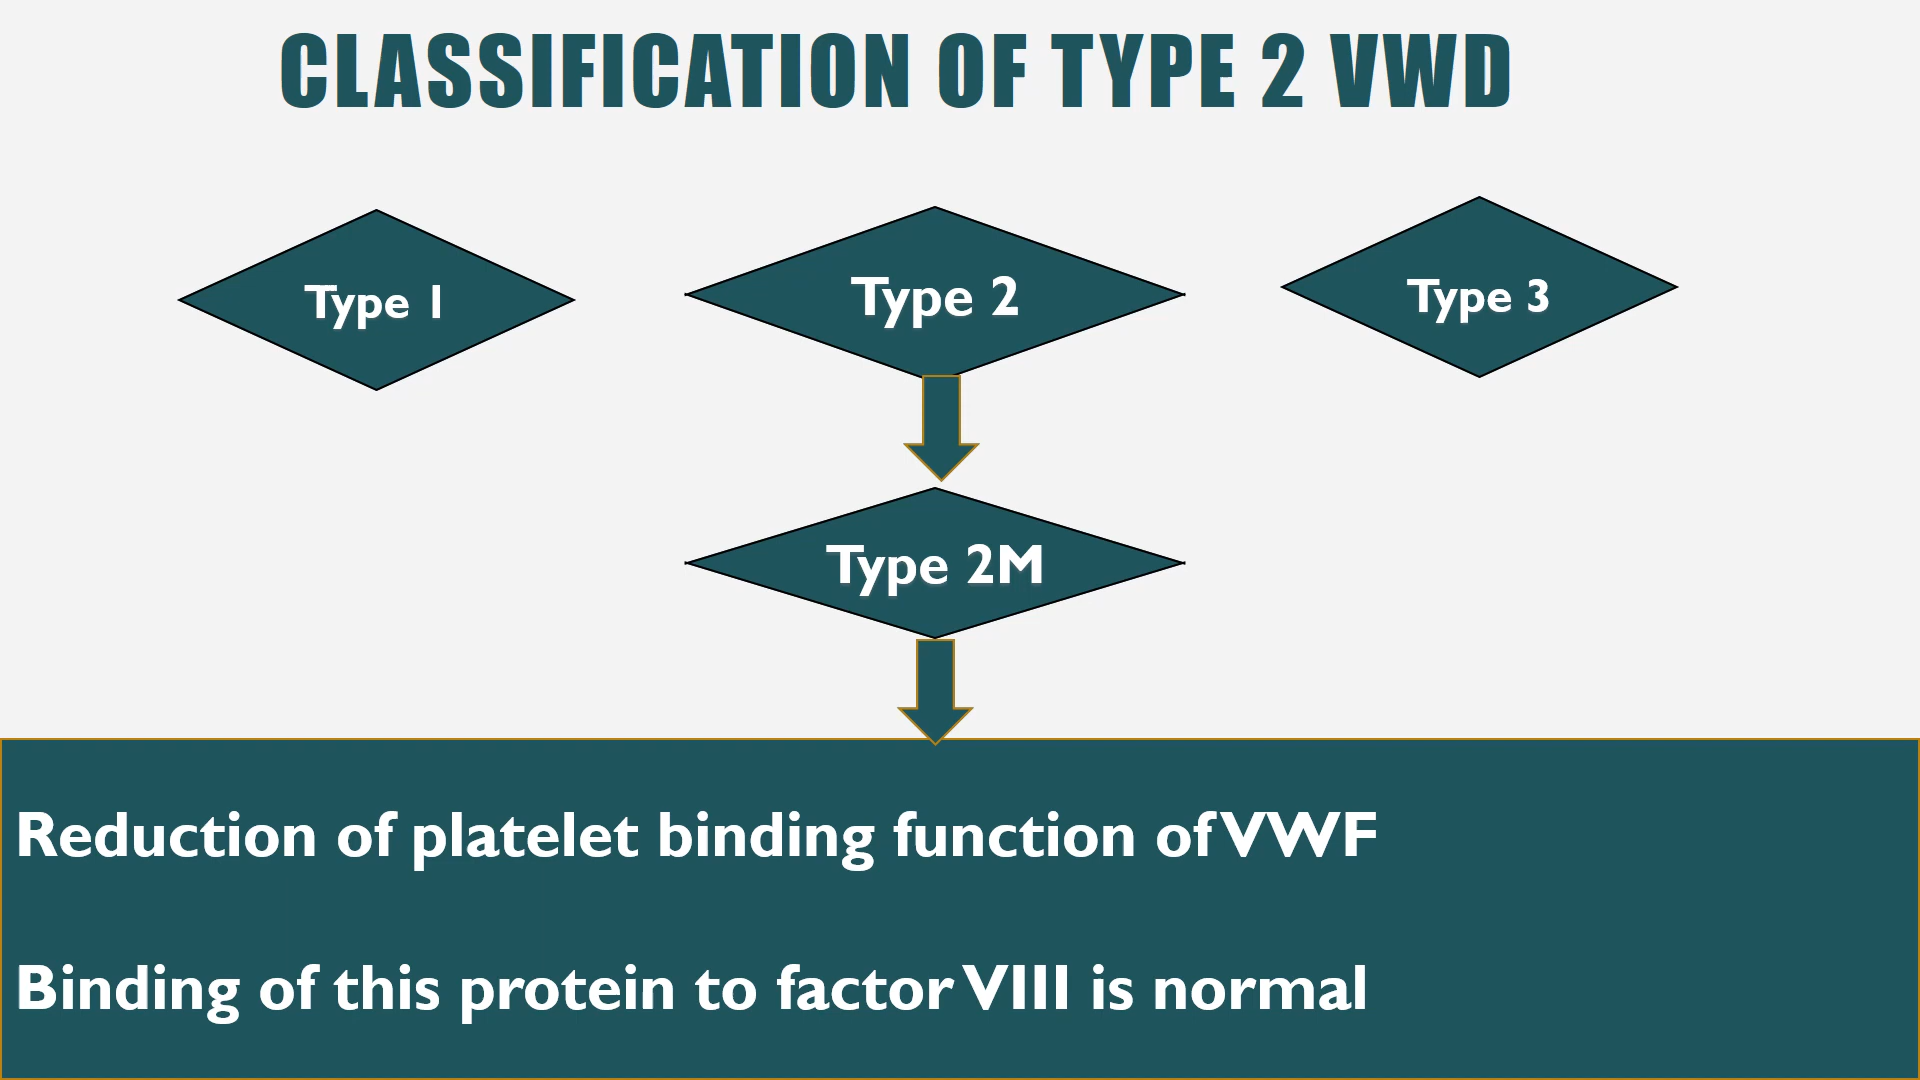 CLASSIFICATION OF TYPE 2 VWD
Type 1
Type 2
Type 3
Type 2M
Reduction of platelet binding function of VWF
Binding of this protein to factor VIII is normal